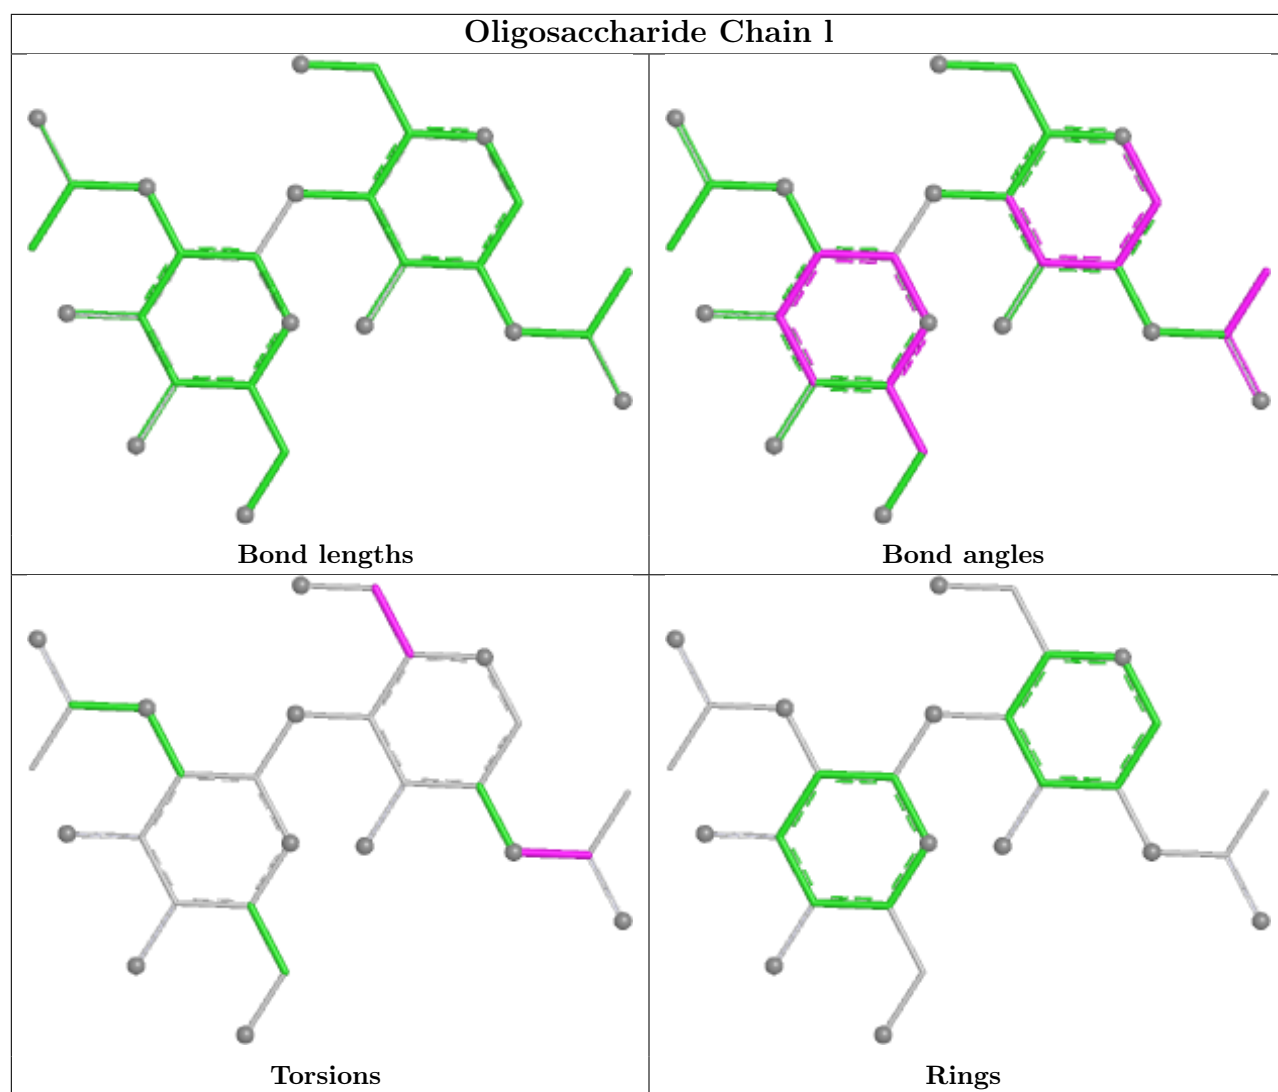 Oligosaccharide Chain l
Bond lengths
Bond angles
Torsions
Rings